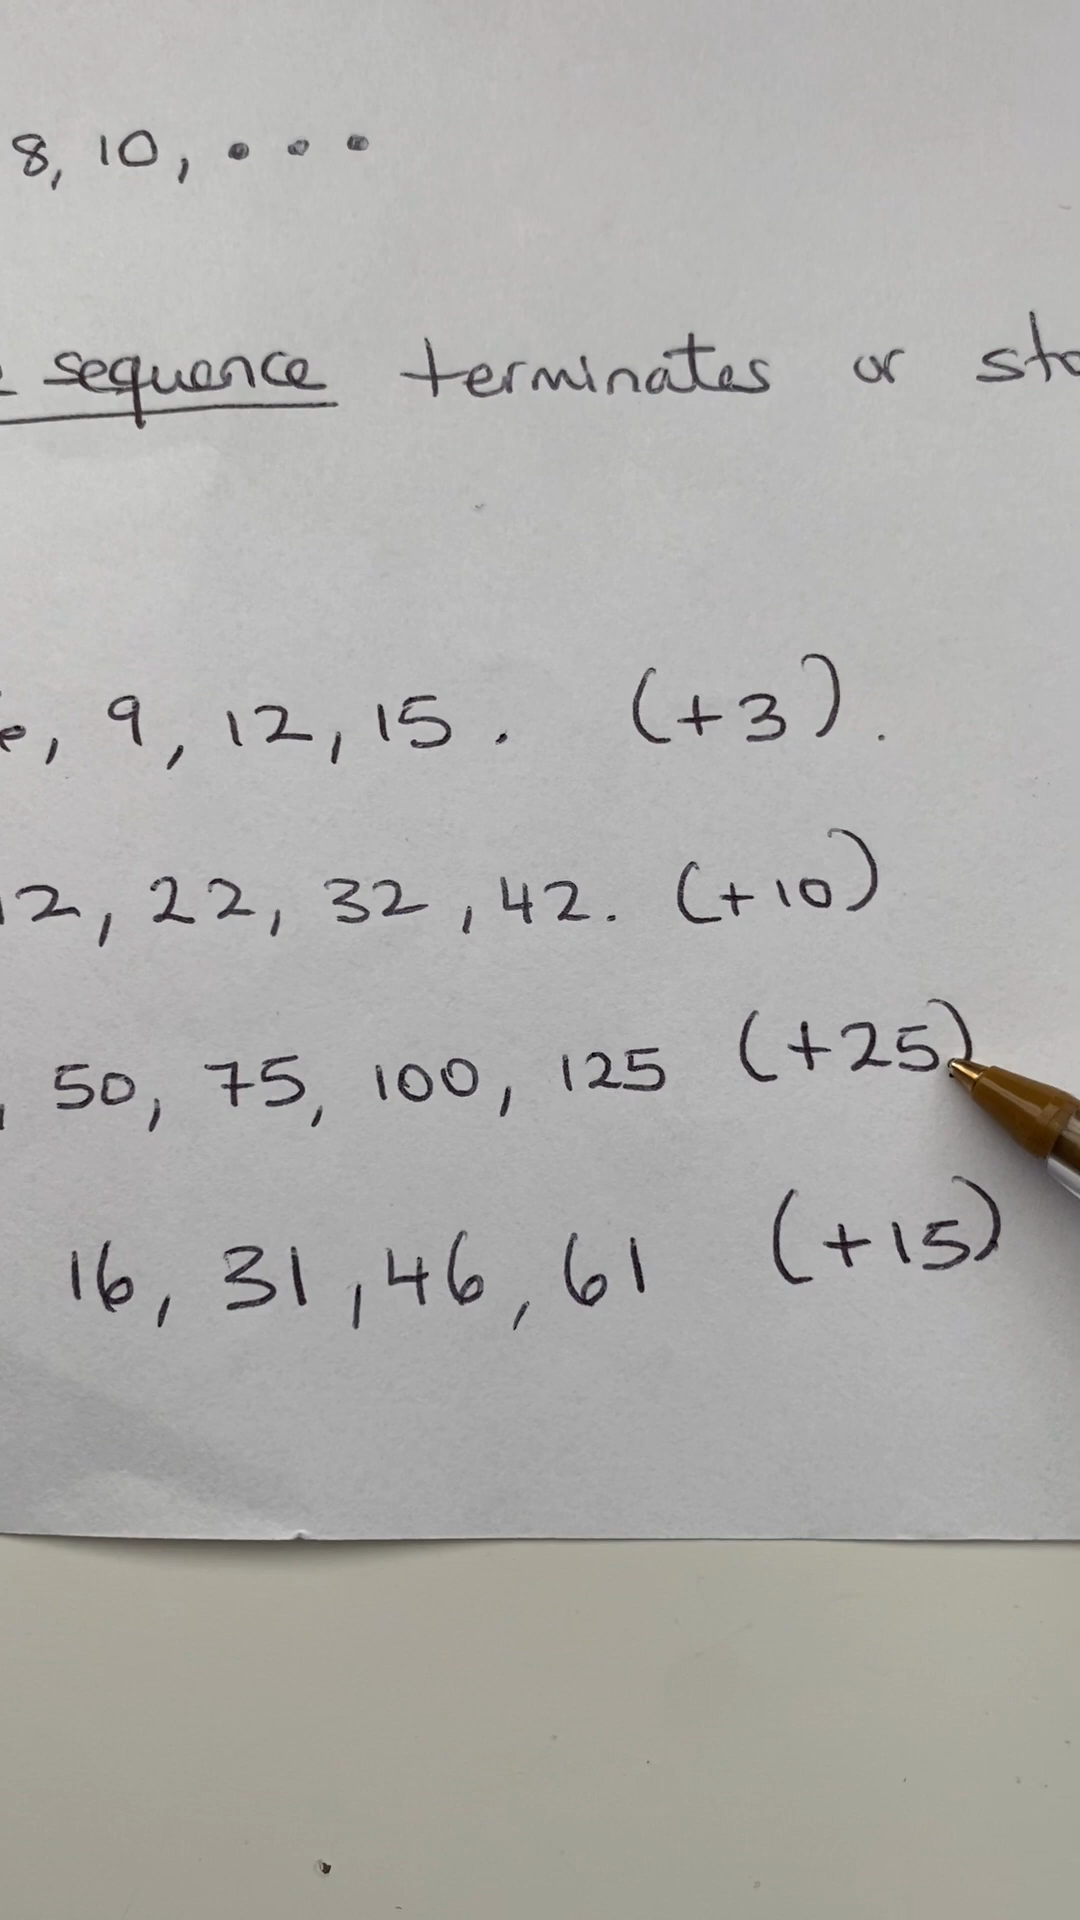 8, 10, ...
sequence terminates or
, 9, 12, 15. (+3).
12, 22, 32, 42. (+10)
, 50, 75, 100, 125 (+25)
16, 31, 46, 61 (+15)